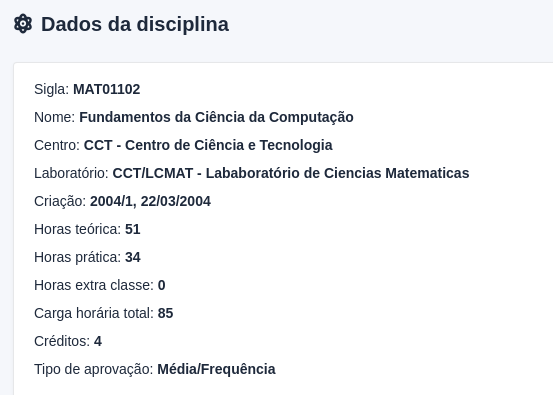 Dados da disciplina
Sigla: MAT01102
Nome: Fundamentos da Ciência da Computação
Centro: CCT - Centro de Ciência e Tecnologia
Laboratório: CCT/LCMAT - Lababoratório de Ciencias Matematicas
Criação: 2004/1, 22/03/2004
Horas teórica: 51
Horas prática: 34
Horas extra classe: 0
Carga horária total: 85
Créditos: 4
Tipo de aprovação: Média/Frequência